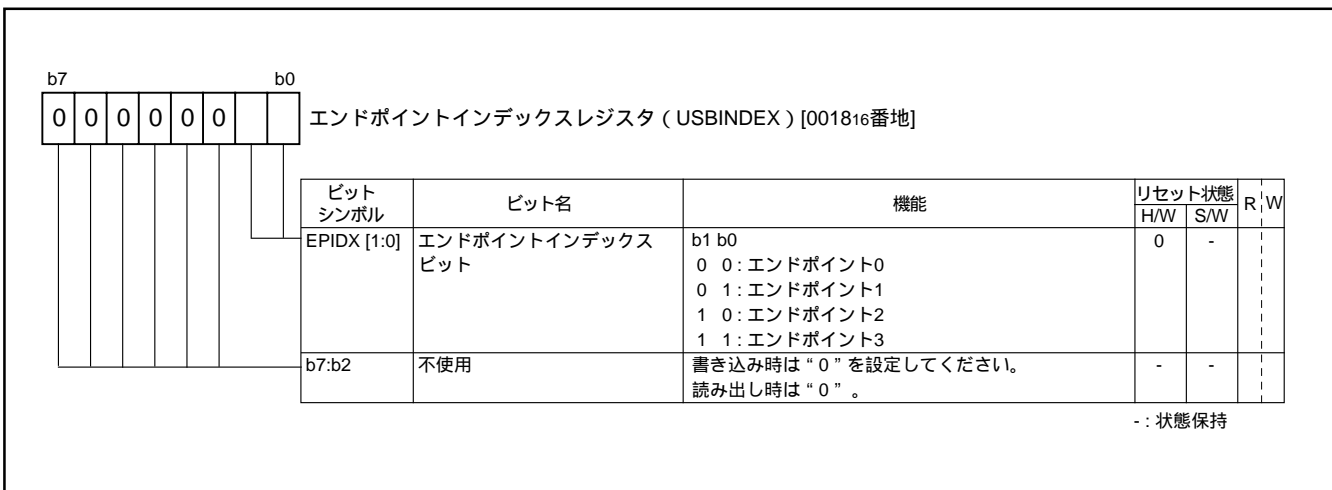 b7 b0
0 0 0 0 0 0 エンドポイントインデックスレジスタ(USBINDEX)[001816番地]
ビット シンボル ビット名 機能 リセット状態 R W
H/W S/W
EPIDX [1:0] エンドポイントインデックス b1 b0 0 -
ビット 0 0 : エンドポイント0
0 1 : エンドポイント1
1 0 : エンドポイント2
1 1 : エンドポイント3
b7:b2 不使用 書き込み時は“0”を設定してください。 - -
読み出し時は“0”。
- : 状態保持